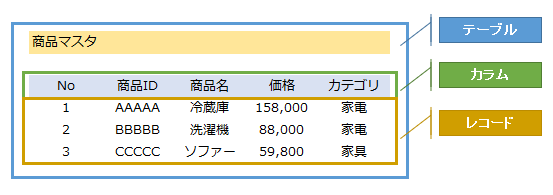 商品マスタ
テーブル
カラム
No 商品ID 商品名 価格 カテゴリ
1 AAAAA 冷蔵庫 158,000 家電
2 BBBBB 洗濯機 88,000 家電
3 CCCCC ソファー 59,800 家具
レコード